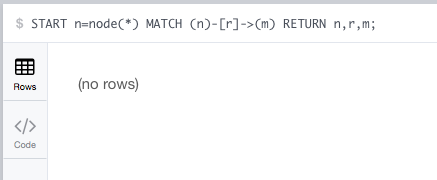 $ START n=node(*) MATCH (n)-[r]->(m) RETURN n,r,m;
Rows
(no rows)
</>
Code